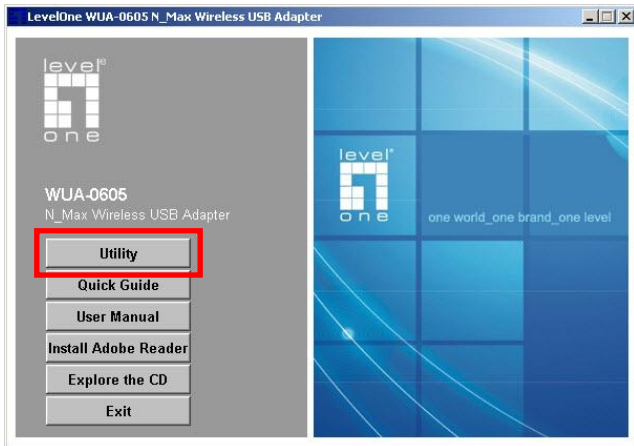 LevelOne WUA-0605 N_Max Wireless USB Adapter
level®
one
WUA-0605
N_Max Wireless USB Adapter
Utility
Quick Guide
User Manual
Install Adobe Reader
Explore the CD
Exit
level®
one
one world_one brand_one level